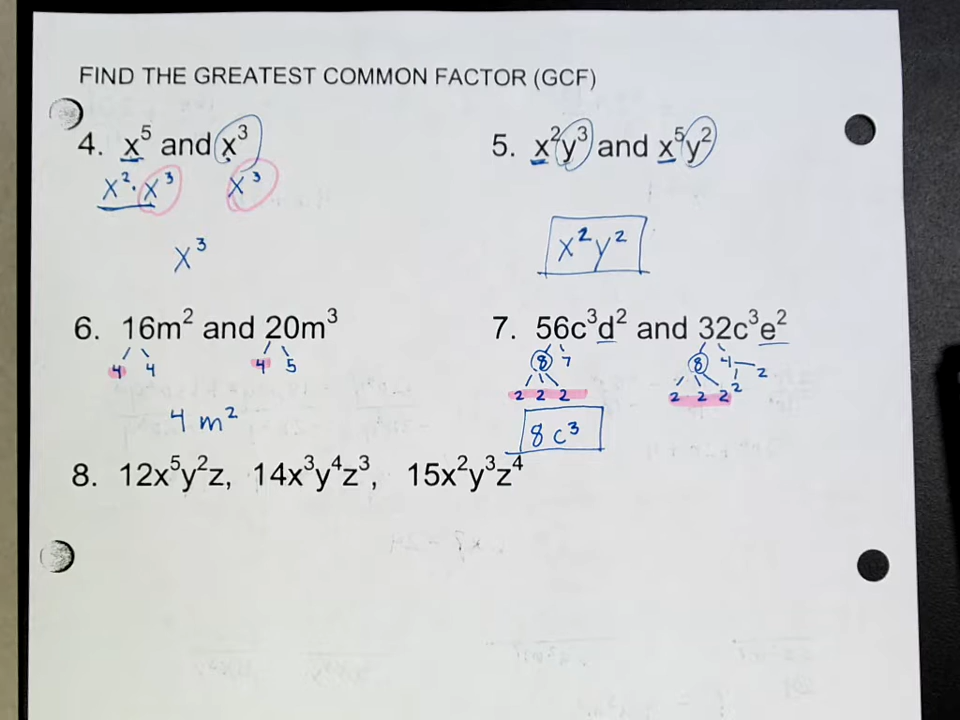 FIND THE GREATEST COMMON FACTOR (GCF)
4. x⁵ and x³
5. x²y³ and x⁵y²
x² · x³ x³
x³
x²y²
6. 16m² and 20m³
7. 56c³d² and 32c³e²
4 4 4 5
8 7 8 4 2
2 2 2 2 2 2 2
4 m²
8c³
8. 12x⁵y²z, 14x³y⁴z³, 15x²y³z⁴